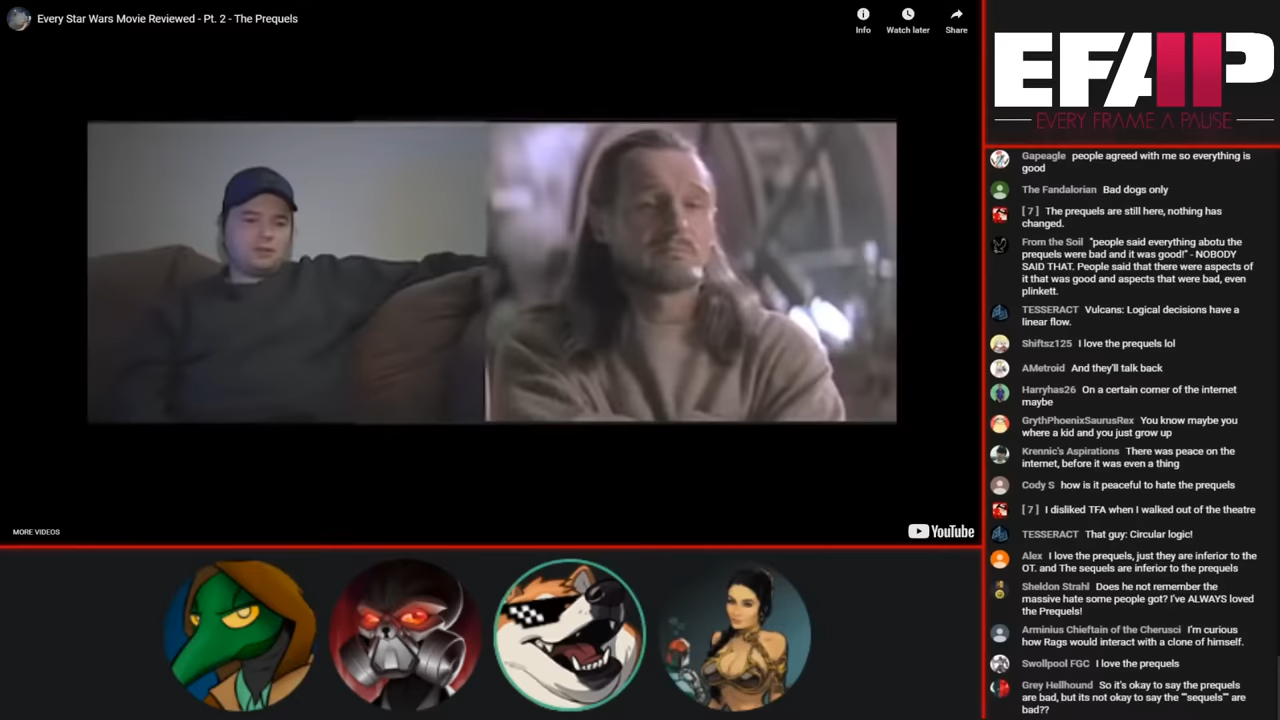 Every Star Wars Movie Reviewed - Pt. 2 - The Prequels
Info
Watch later
Share
MORE VIDEOS
YouTube
EFAP
EVERY FRAME A PAUSE
Gapeagle people agreed with me so everything is
good
The Fandalorian Bad dogs only
[ 7 ] The prequels are still here, nothing has
changed.
From the Soil "people said everything abotu the
prequels were bad and it was good!" - NOBODY
SAID THAT. People said that there were aspects of
it that was good and aspects that were bad, even
plinkett.
TESSERACT Vulcans: Logical decisions have a
linear flow.
Shiftsz125 I love the prequels lol
AMetroid And they'll talk back
Harryhas26 On a certain corner of the internet
maybe
GrythPhoenixSaurusRex You know maybe you
where a kid and you just grow up
Krennic's Aspirations There was peace on the
internet, before it was even a thing
Cody S how is it peaceful to hate the prequels
[ 7 ] I disliked TFA when I walked out of the theatre
TESSERACT That guy: Circular logic!
Alex I love the prequels, just they are inferior to the
OT. and The sequels are inferior to the prequels
Sheldon Strahl Does he not remember the
massive hate some people got? I've ALWAYS loved
the Prequels!
Arminius Chieftain of the Cherusci I'm curious
how Rags would interact with a clone of himself.
Swollpool FGC I love the prequels
Grey Hellhound So it's okay to say the prequels
are bad, but its not okay to say the ""sequels"" are
bad??